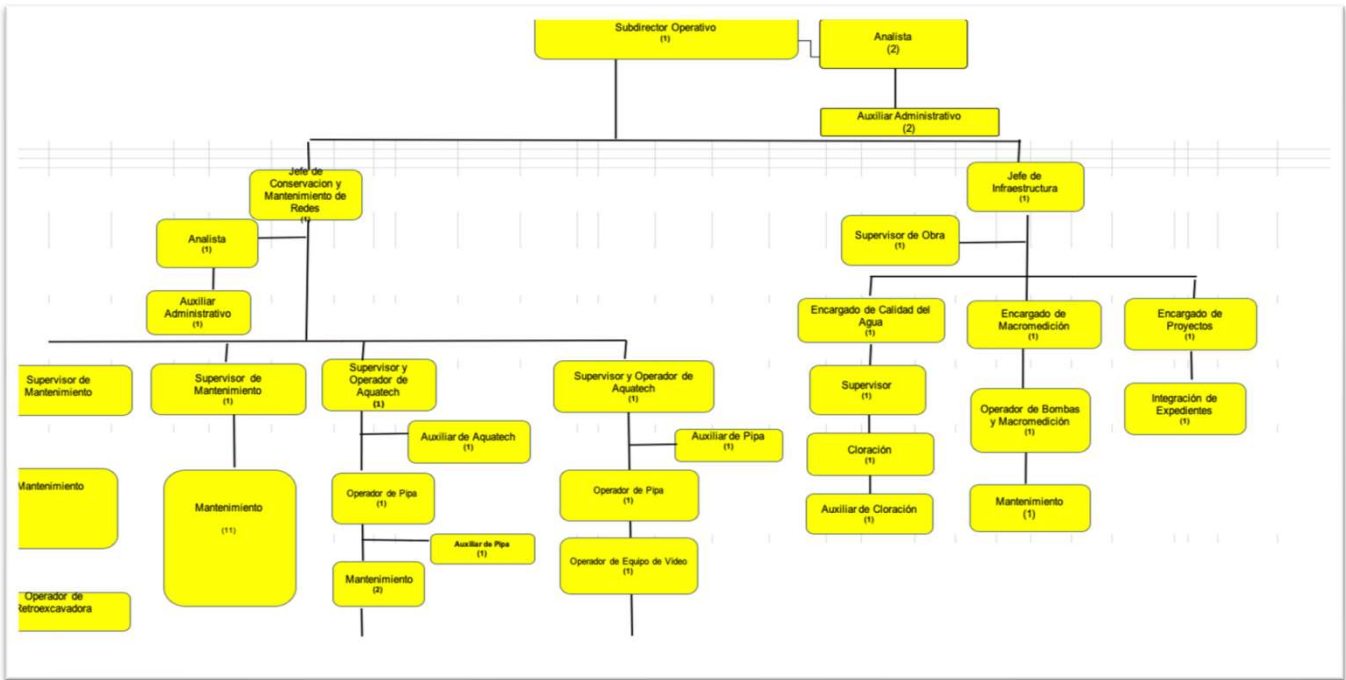 Subdirector Operativo
(1)
Analista
(2)
Auxiliar Administrativo
(2)
Jefe de
Conservacion y
Mantenimiento de
Redes
(1)
Analista
(1)
Auxiliar
Administrativo
(1)
Jefe de
Infraestructura
(1)
Supervisor de Obra
(1)
Encargado de Calidad del
Agua
(1)
Encargado de
Macromedición
(1)
Encargado de
Proyectos
(1)
Supervisor de
Mantenimiento
Supervisor de
Mantenimiento
(1)
Supervisor y
Operador de
Aquatech
(1)
Supervisor y Operador de
Aquatech
(1)
Supervisor
(1)
Operador de Bombas
y Macromedición
(1)
Integración de
Expedientes
(1)
Auxiliar de Aquatech
(1)
Auxiliar de Pipa
(1)
Cloración
(1)
Mantenimiento
Mantenimiento
(11)
Operador de Pipa
(1)
Operador de Pipa
(1)
Auxiliar de Cloración
(1)
Mantenimiento
(1)
Auxiliar de Pipa
(1)
Operador de Equipo de Video
(1)
Mantenimiento
(2)
Operador de
Retroexcavadora